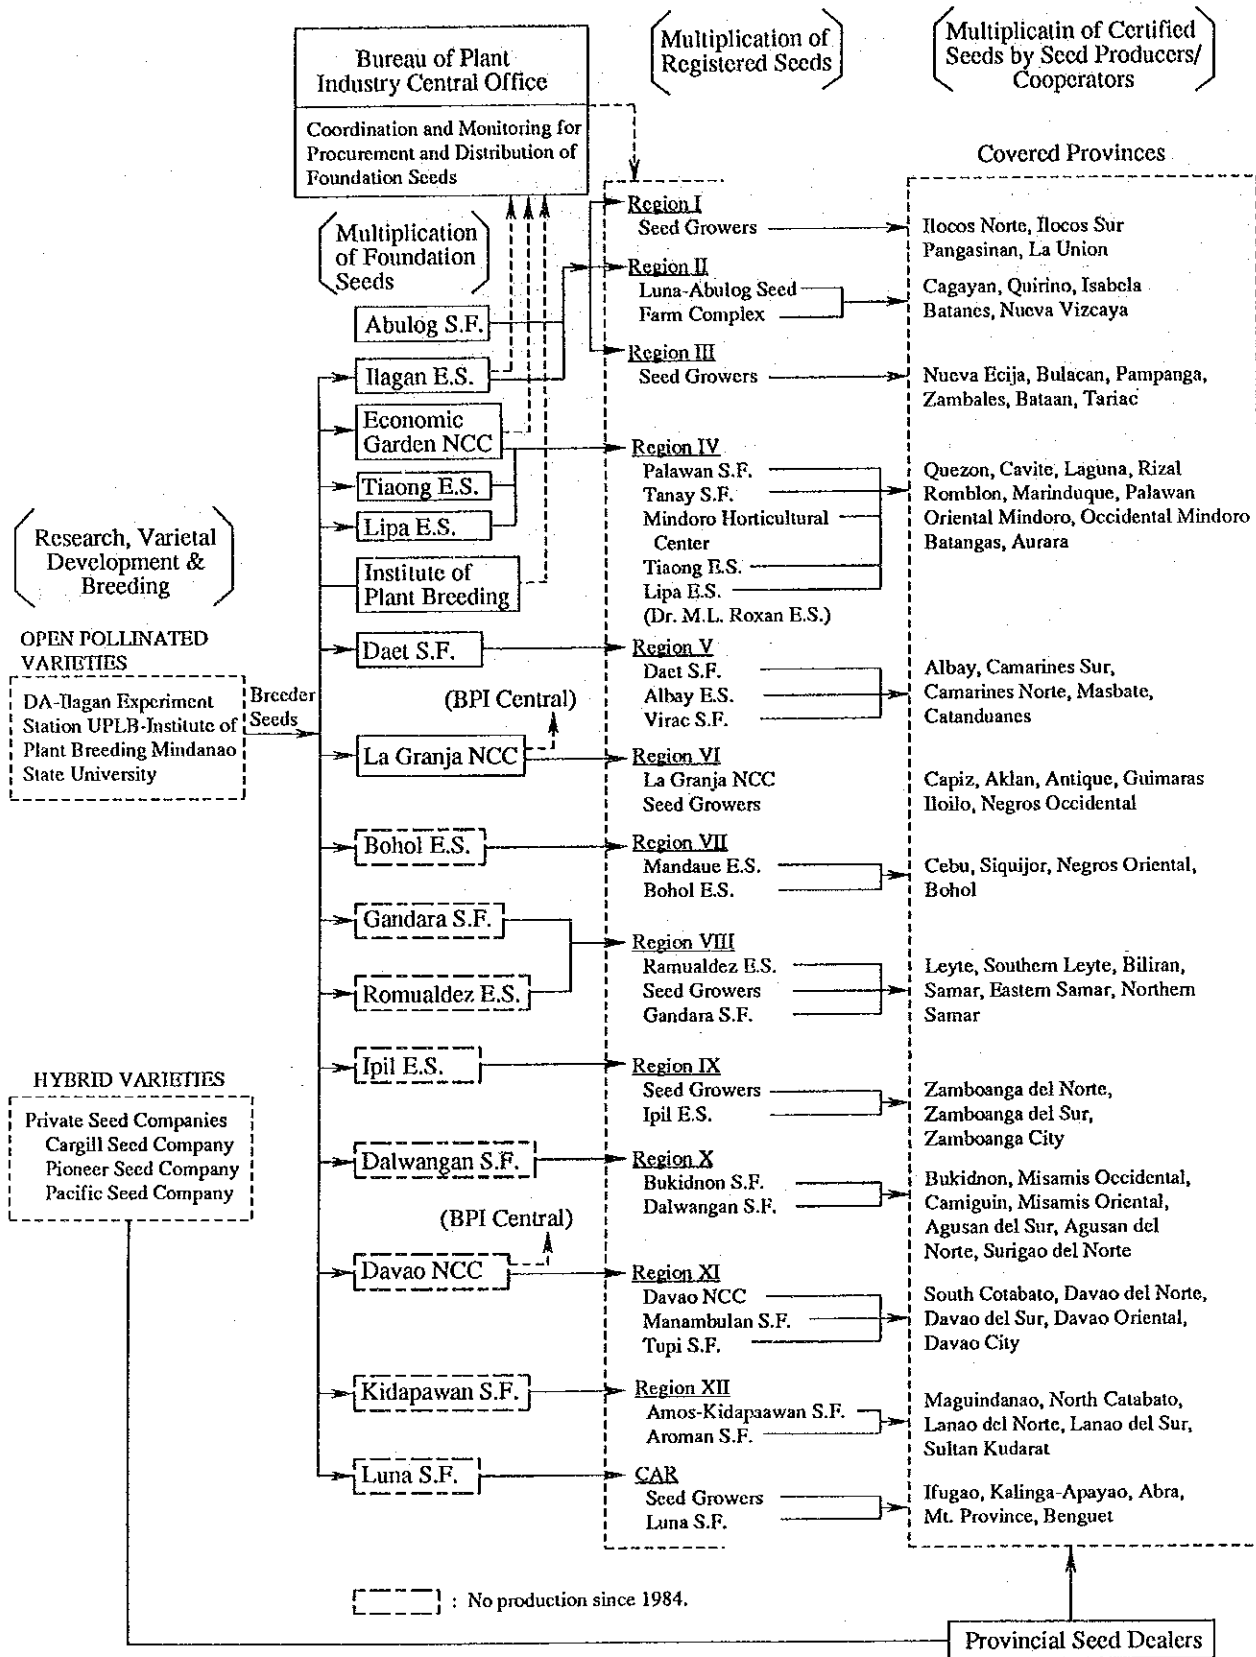 Bureau of Plant
Industry Central Office
Coordination and Monitoring for
Procurement and Distribution of
Foundation Seeds
Multiplication of
Registered Seeds
Multiplicatin of Certified
Seeds by Seed Producers/
Cooperators
Covered Provinces
Multiplication
of Foundation
Seeds
Abulog S.F.
Ilagan E.S.
Economic
Garden NCC
Tiaong E.S.
Lipa E.S.
Institute of
Plant Breeding
Daet S.F.
(BPI Central)
La Granja NCC
Bohol E.S.
Gandara S.F.
Romualdez E.S.
Ipil E.S.
Dalwangan S.F.
(BPI Central)
Davao NCC
Kidapawan S.F.
Luna S.F.
Research, Varietal
Development &
Breeding
OPEN POLLINATED
VARIETIES
DA-Ilagan Experiment
Station UPLB-Institute of
Plant Breeding Mindanao
State University
Breeder
Seeds
HYBRID VARIETIES
Private Seed Companies
Cargill Seed Company
Pioneer Seed Company
Pacific Seed Company
Region I
Seed Growers
Region II
Luna-Abulog Seed
Farm Complex
Region III
Seed Growers
Region IV
Palawan S.F.
Tanay S.F.
Mindoro Horticultural
Center
Tiaong E.S.
Lipa E.S.
(Dr. M.L. Roxan E.S.)
Region V
Daet S.F.
Albay E.S.
Virac S.F.
Region VI
La Granja NCC
Seed Growers
Region VII
Mandaue E.S.
Bohol E.S.
Region VIII
Ramualdez E.S.
Seed Growers
Gandara S.F.
Region IX
Seed Growers
Ipil E.S.
Region X
Bukidnon S.F.
Dalwangan S.F.
Region XI
Davao NCC
Manambulan S.F.
Tupi S.F.
Region XII
Amos-Kidapaawan S.F.
Aroman S.F.
CAR
Seed Growers
Luna S.F.
Ilocos Norte, Ilocos Sur
Pangasinan, La Union
Cagayan, Quirino, Isabela
Batanes, Nueva Vizcaya
Nueva Ecija, Bulacan, Pampanga,
Zambales, Bataan, Tariac
Quezon, Cavite, Laguna, Rizal
Romblon, Marinduque, Palawan
Oriental Mindoro, Occidental Mindoro
Batangas, Aurara
Albay, Camarines Sur,
Camarines Norte, Masbate,
Catanduanes
Capiz, Aklan, Antique, Guimaras
Iloilo, Negros Occidental
Cebu, Siquijor, Negros Oriental,
Bohol
Leyte, Southern Leyte, Biliran,
Samar, Eastern Samar, Northern
Samar
Zamboanga del Norte,
Zamboanga del Sur,
Zamboanga City
Bukidnon, Misamis Occidental,
Camiguin, Misamis Oriental,
Agusan del Sur, Agusan del
Norte, Surigao del Norte
South Cotabato, Davao del Norte,
Davao del Sur, Davao Oriental,
Davao City
Maguindanao, North Catabato,
Lanao del Norte, Lanao del Sur,
Sultan Kudarat
Ifugao, Kalinga-Apayao, Abra,
Mt. Province, Benguet
: No production since 1984.
Provincial Seed Dealers